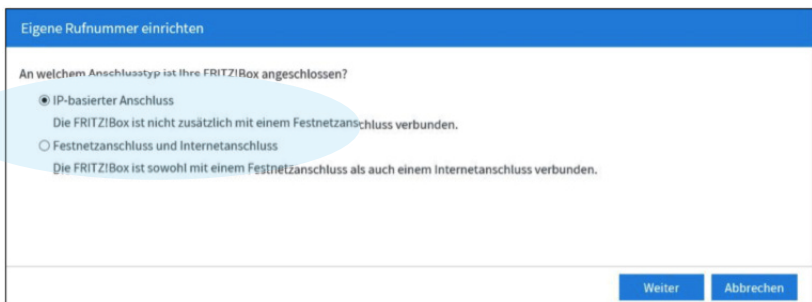 Eigene Rufnummer einrichten
An welchem Anschlusstyp ist Ihre FRITZ!Box angeschlossen?
IP-basierter Anschluss
Die FRITZ!Box ist nicht zusätzlich mit einem Festnetzanschluss verbunden.
Festnetzanschluss und Internetanschluss
Die FRITZ!Box ist sowohl mit einem Festnetzanschluss als auch einem Internetanschluss verbunden.
Weiter Abbrechen